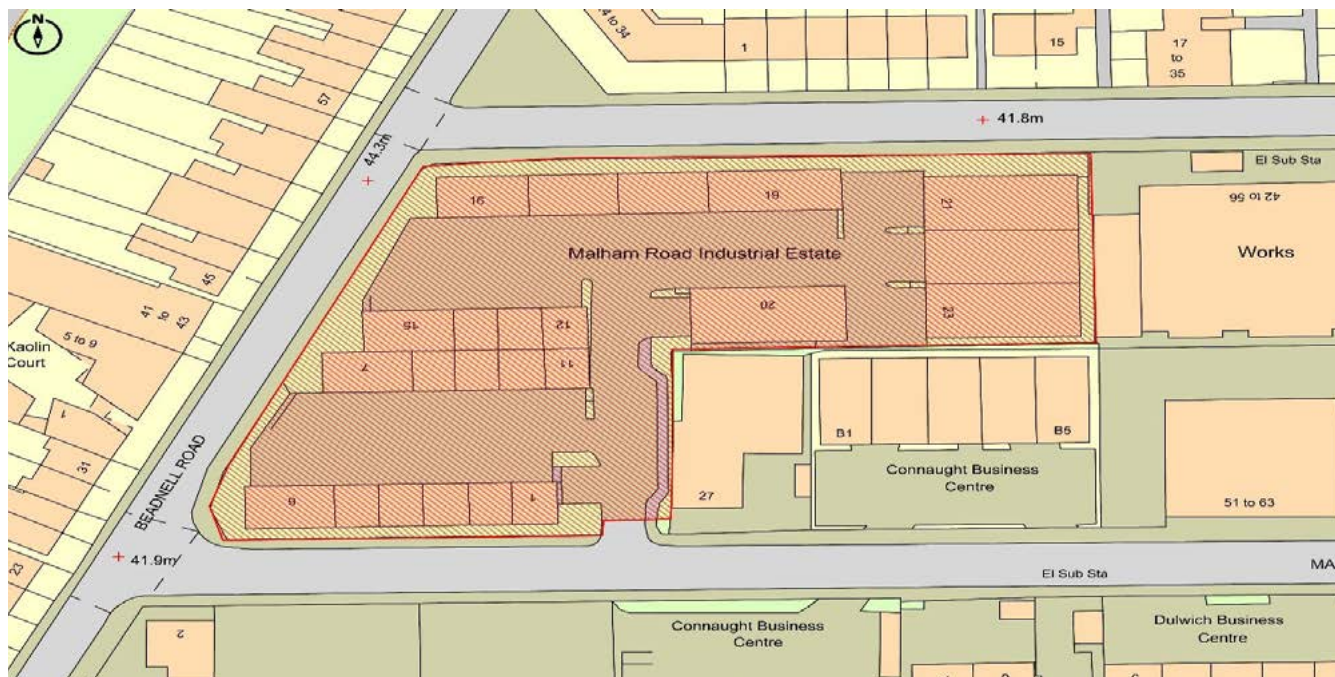 N
4 to 34
1
15
17
to
35
57
44.3m
41.8m
El Sub Sta
42 to 56
16
18
21
Malham Road Industrial Estate
Works
45
41
to
43
5 to 9
Kaolin
Court
15
12
20
23
7
11
1
31
B1
B5
Connaught Business
Centre
BEADNELL ROAD
6
1
27
51 to 63
41.9m
23
El Sub Sta
MA
2
Connaught Business
Centre
Dulwich Business
Centre